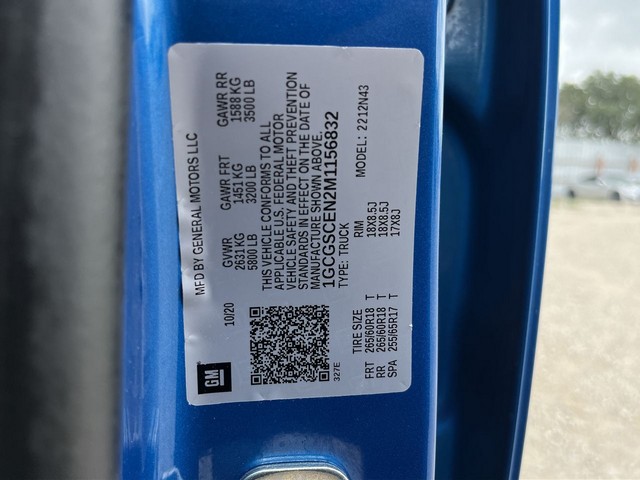 GM
10/20
MFD BY GENERAL MOTORS LLC
GVWR GAWR FRT GAWR RR
2631 KG 1451 KG 1588 KG
5800 LB 3200 LB 3500 LB
THIS VEHICLE CONFORMS TO ALL
APPLICABLE U.S. FEDERAL MOTOR
VEHICLE SAFETY AND THEFT PREVENTION
STANDARDS IN EFFECT ON THE DATE OF
MANUFACTURE SHOWN ABOVE.
1GCGSCEN2M1156832
TYPE: TRUCK MODEL: 2 212N43
327E
TIRE SIZE RIM
FRT 265/60R18 T 18X8.5J
RR 265/60R18 T 18X8.5J
SPA 255/65R17 T 17X8J